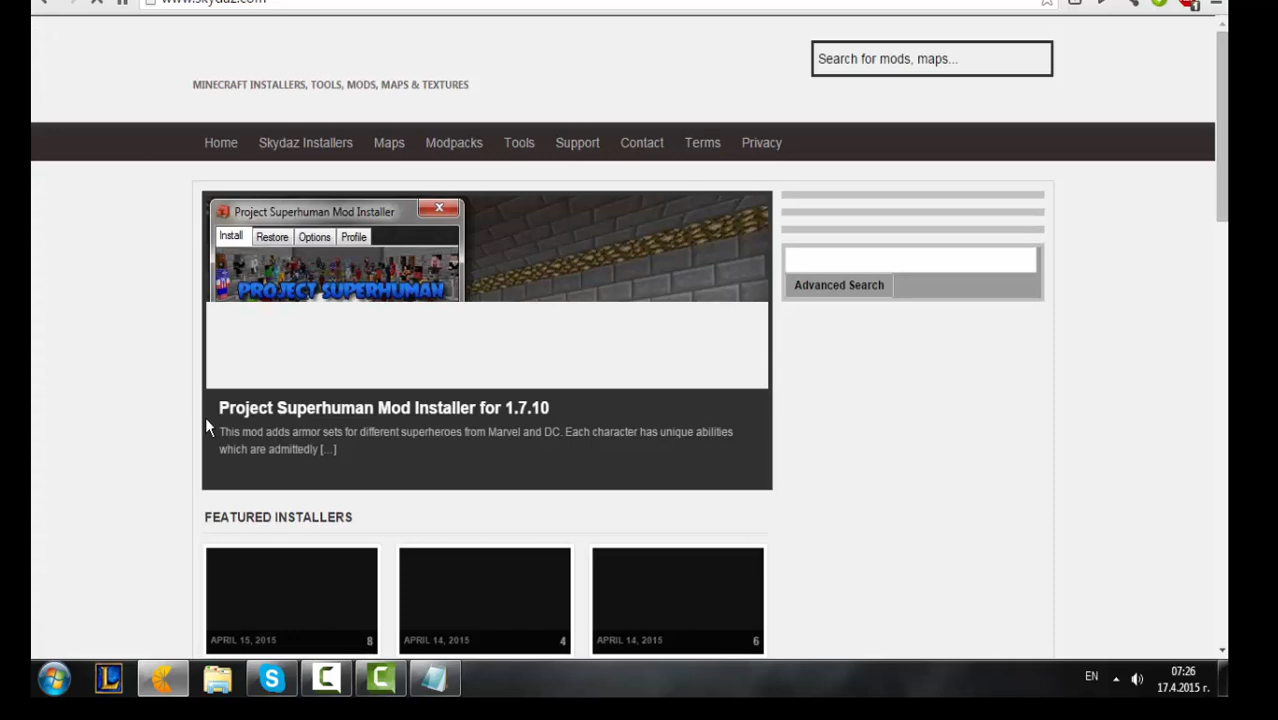 www.skydaz.com
Search for mods, maps...
MINECRAFT INSTALLERS, TOOLS, MODS, MAPS & TEXTURES
Home Skydaz Installers Maps Modpacks Tools Support Contact Terms Privacy
Project Superhuman Mod Installer
Install Restore Options Profile
PROJECT SUPERHUMAN
Advanced Search
Project Superhuman Mod Installer for 1.7.10
This mod adds armor sets for different superheroes from Marvel and DC. Each character has unique abilities
which are admittedly [...]
FEATURED INSTALLERS
APRIL 15, 2015 8
APRIL 14, 2015 4
APRIL 14, 2015 6
EN
07:26
17.4.2015 г.